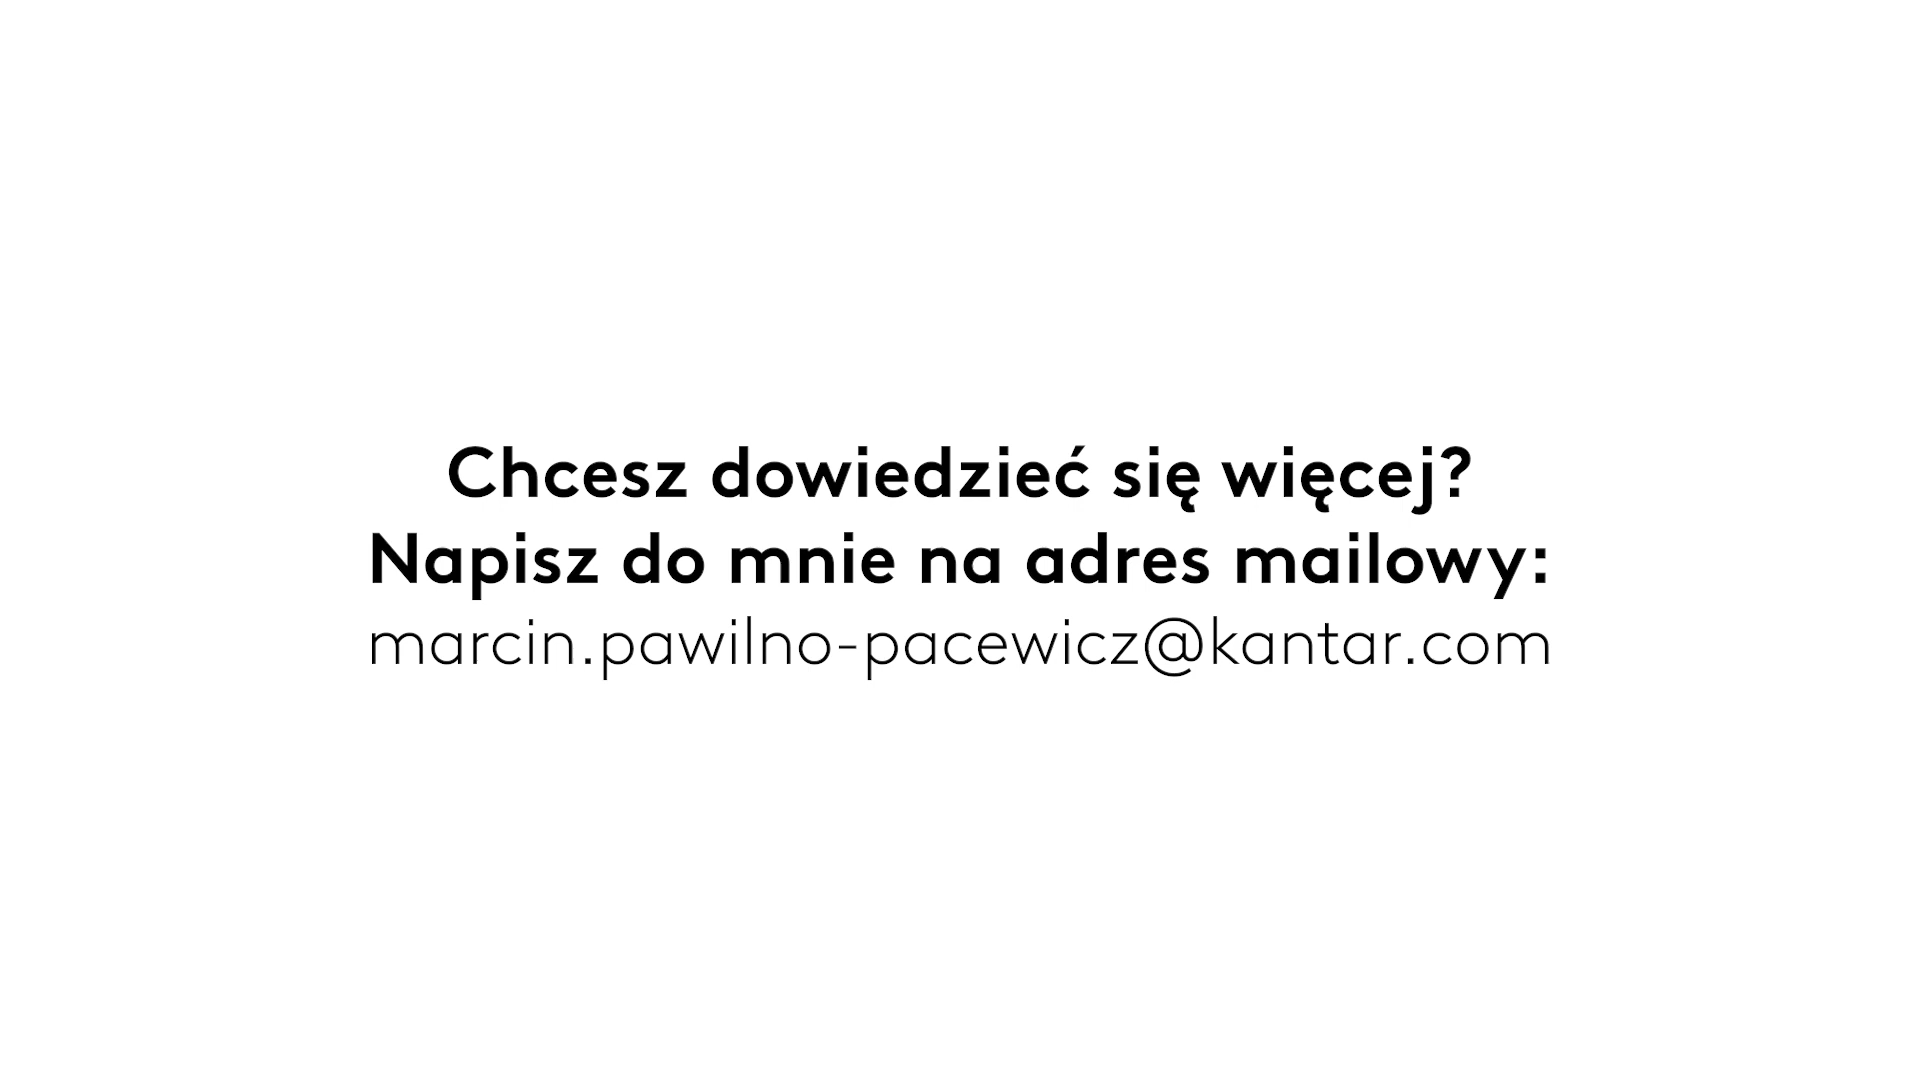 Chcesz dowiedzieć się więcej?
Napisz do mnie na adres mailowy:
marcin.pawilno-pacewicz@kantar.com